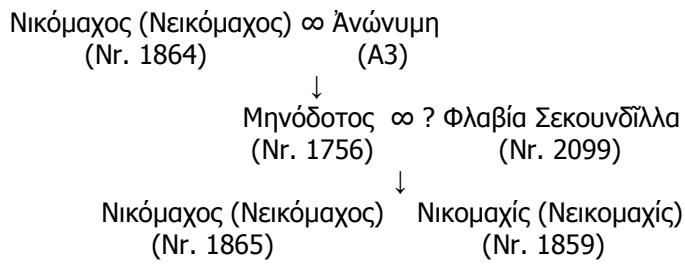 Νικόμαχος (Νεικόμαχος) ∞ Ἀνώνυμη
(Nr. 1864) (A3)
↓
Μηνόδοτος ∞ ? Φλαβία Σεκουνδῖλλα
(Nr. 1756) (Nr. 2099)
↓
Νικόμαχος (Νεικόμαχος) Νικομαχίς (Νεικομαχίς)
(Nr. 1865) (Nr. 1859)